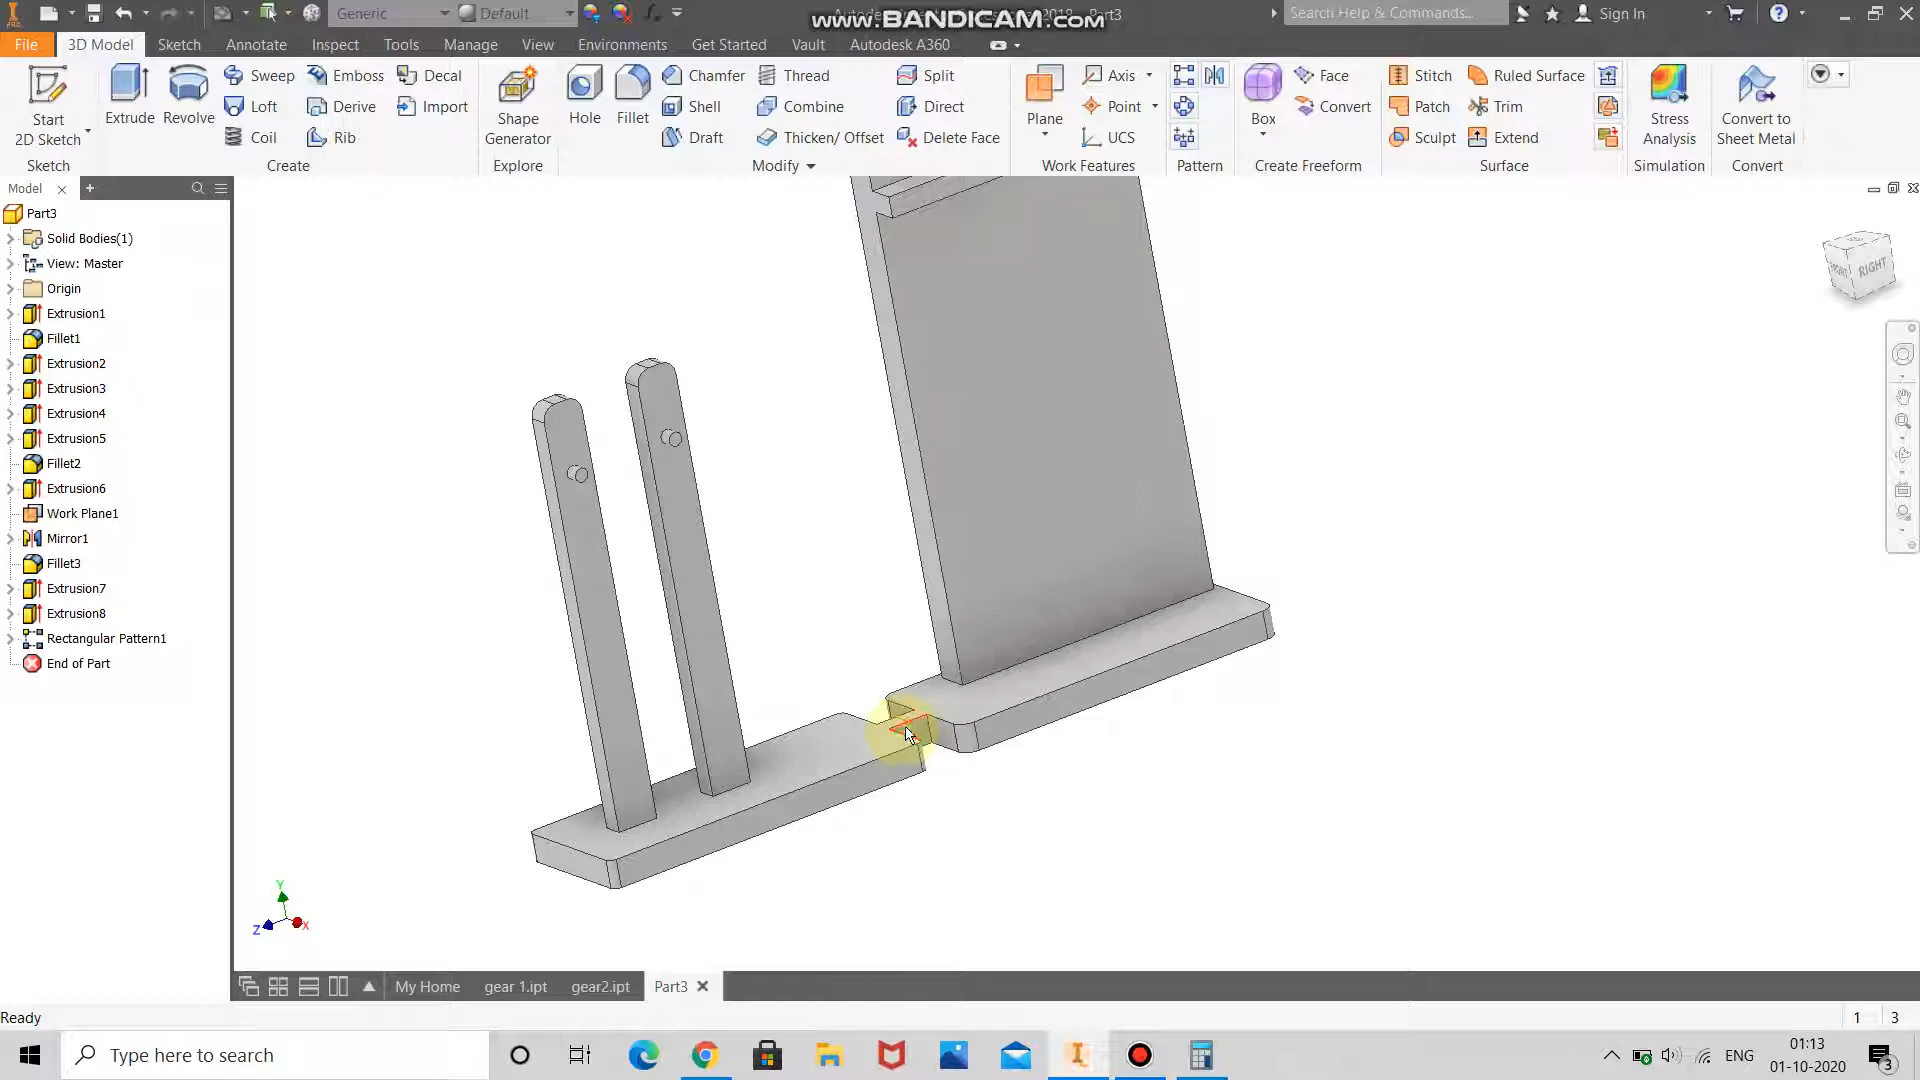 Generic
Default
www.BANDICAM.com
2018 Part3
Search Help & Commands...
Sign In
File
3D Model
Sketch
Annotate
Inspect
Tools
Manage
View
Environments
Get Started
Vault
Autodesk A360
Start
2D Sketch
Extrude
Revolve
Sweep
Loft
Coil
Emboss
Derive
Rib
Decal
Import
Shape
Generator
Hole
Fillet
Chamfer
Shell
Draft
Thread
Combine
Thicken/ Offset
Split
Direct
Delete Face
Plane
Axis
Point
UCS
Box
Face
Convert
Stitch
Patch
Sculpt
Ruled Surface
Trim
Extend
Stress
Analysis
Convert to
Sheet Metal
Sketch
Create
Explore
Modify
Work Features
Pattern
Create Freeform
Surface
Simulation
Convert
Model
Part3
Solid Bodies(1)
View: Master
Origin
Extrusion1
Fillet1
Extrusion2
Extrusion3
Extrusion4
Extrusion5
Fillet2
Extrusion6
Work Plane1
Mirror1
Fillet3
Extrusion7
Extrusion8
Rectangular Pattern1
End of Part
RIGHT
Y
Z
X
My Home
gear 1.ipt
gear2.ipt
Part3
Ready
1
3
Type here to search
ENG
01:13
01-10-2020
3